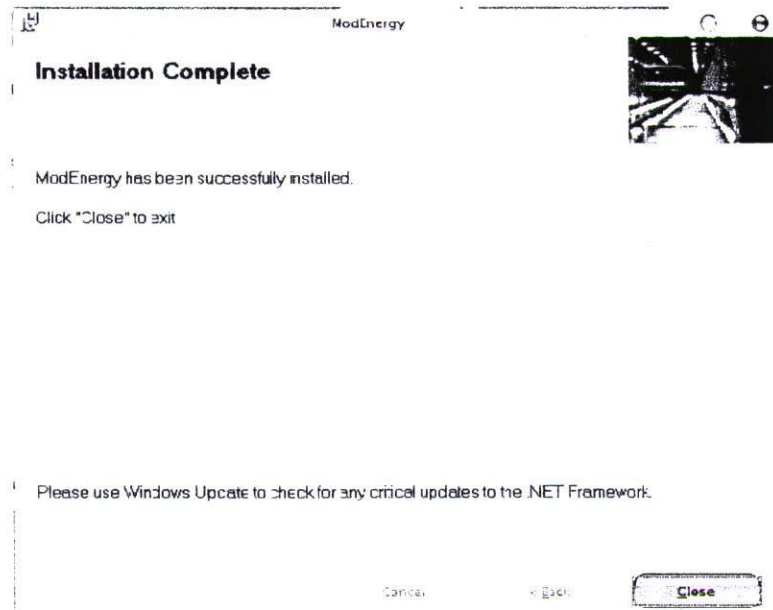 ModEnergy
Installation Complete
ModEnergy has been successfully installed.
Click "Close" to exit
Please use Windows Update to check for any critical updates to the .NET Framework.
Cancel
< Back
Close